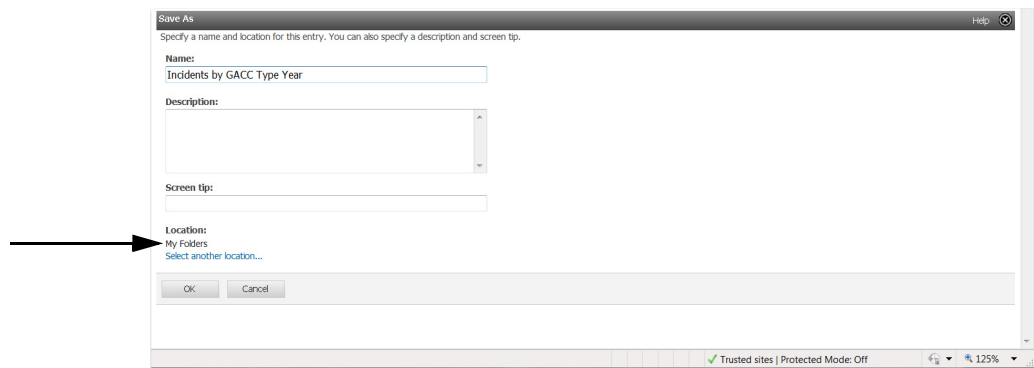 Save As
Help
Specify a name and location for this entry. You can also specify a description and screen tip.
Name:
Incidents by GACC Type Year
Description:
Screen tip:
Location:
My Folders
Select another location...
OK Cancel
Trusted sites | Protected Mode: Off 125%